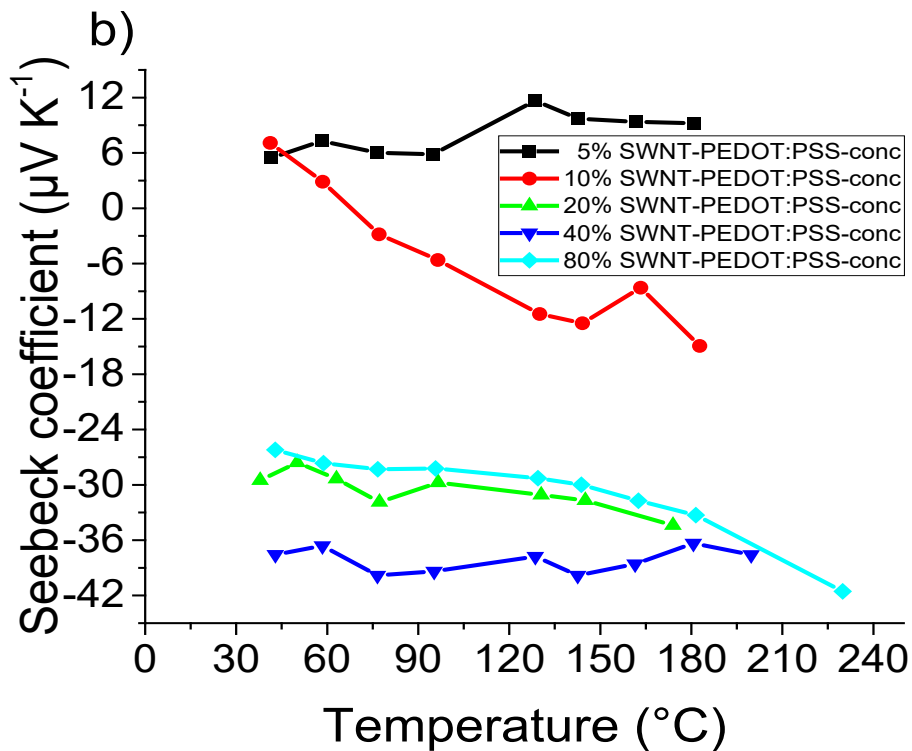 b)
Seebeck coefficient (µV K⁻¹)
12
6
0
-6
-12
-18
-24
-30
-36
-42
5% SWNT-PEDOT:PSS-conc
10% SWNT-PEDOT:PSS-conc
20% SWNT-PEDOT:PSS-conc
40% SWNT-PEDOT:PSS-conc
80% SWNT-PEDOT:PSS-conc
0 30 60 90 120 150 180 210 240
Temperature (°C)